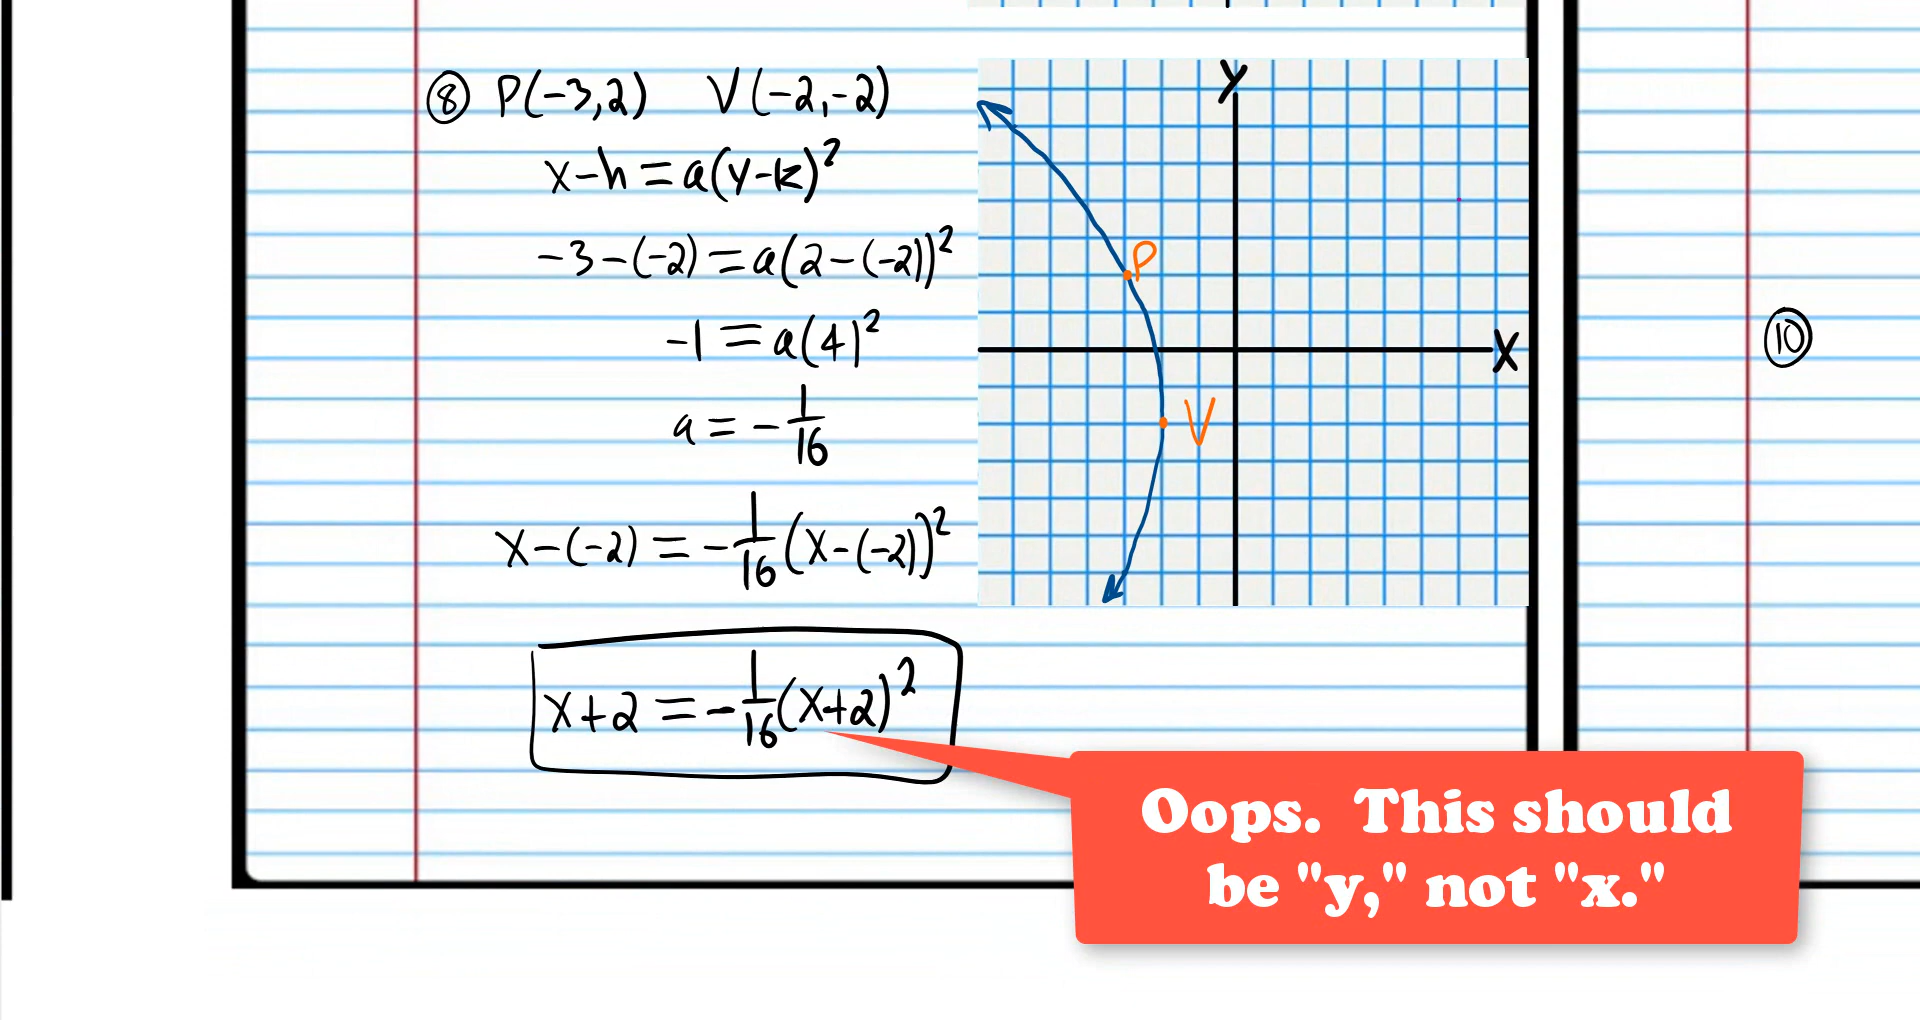 ⑧ P(-3,2) V(-2,-2)
x-h=a(y-k)²
-3-(-2)=a(2-(-2))²
-1=a(4)²
a=-1/16
x-(-2)=-1/16(x-(-2))²
x+2=-1/16(x+2)²
Y
P
X
V
⑩
Oops. This should
be "y," not "x."